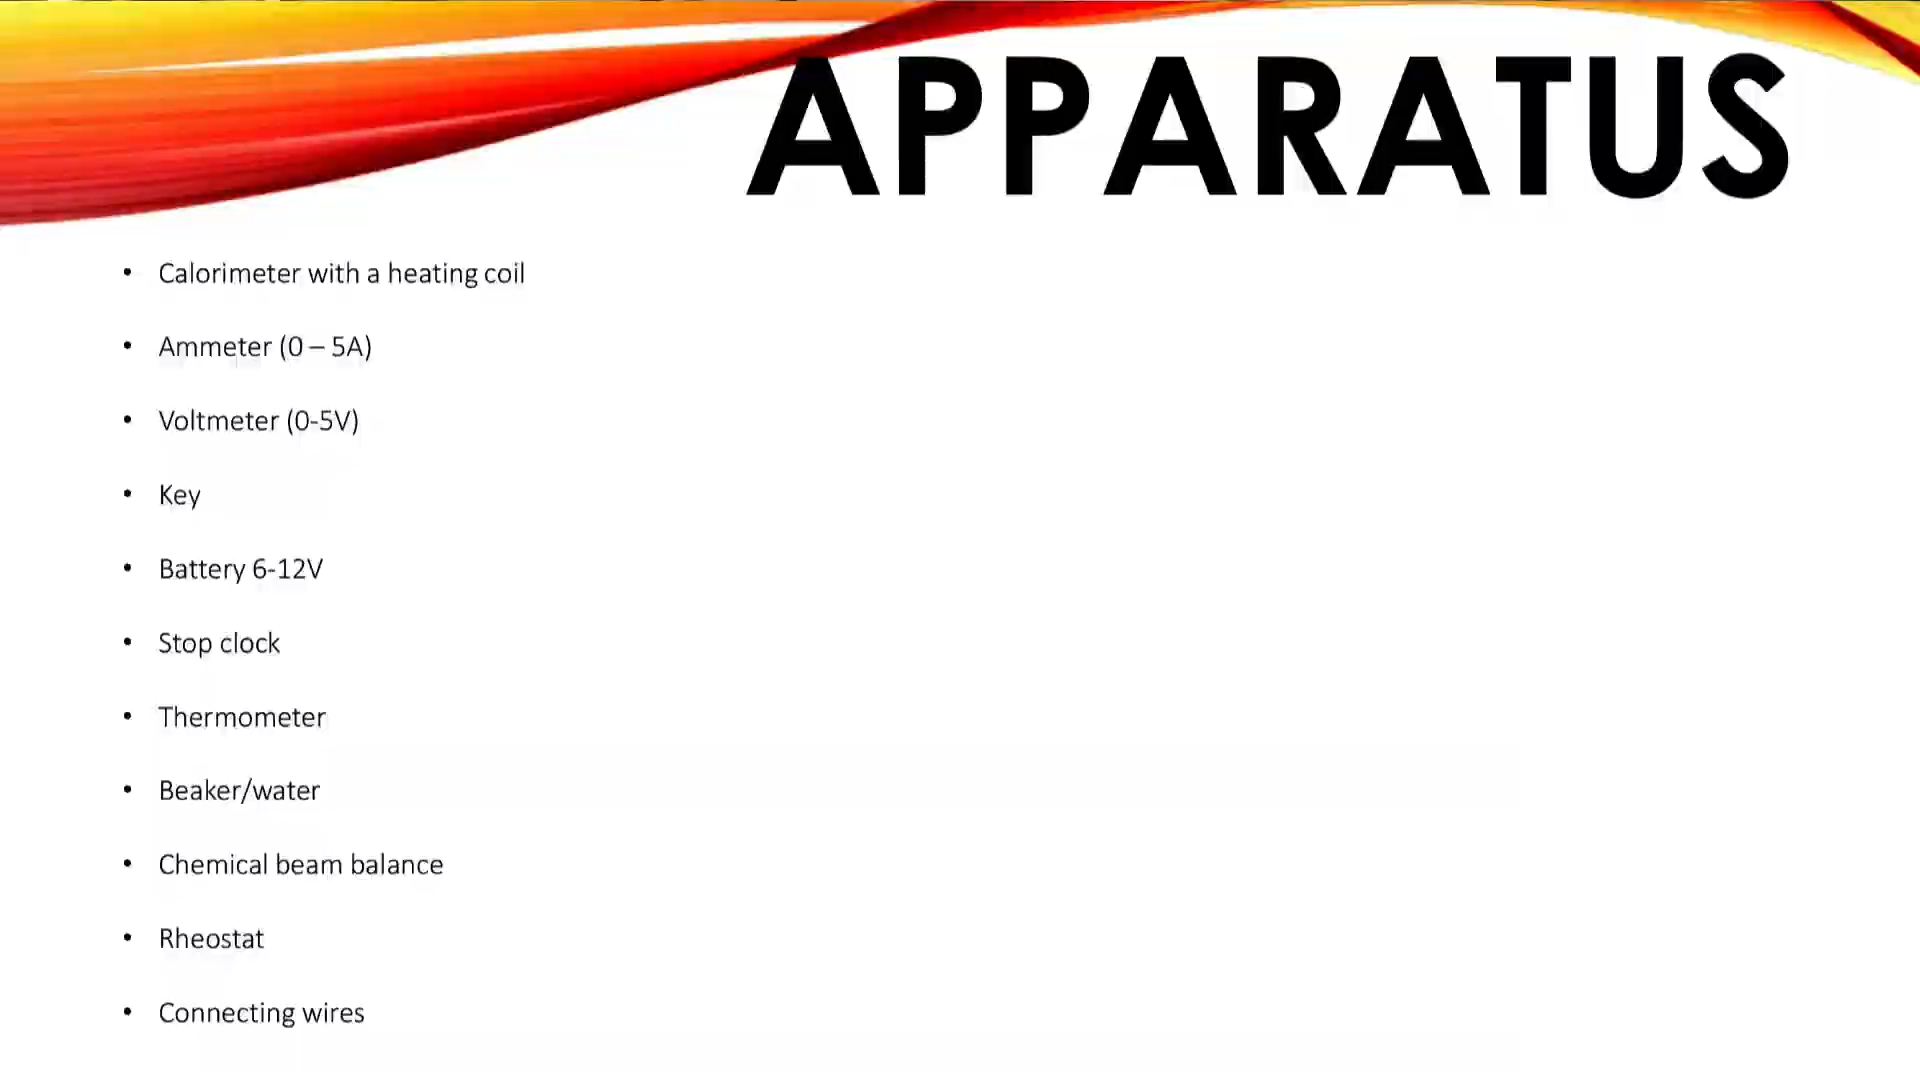 APPARATUS
• Calorimeter with a heating coil
• Ammeter (0 – 5A)
• Voltmeter (0-5V)
• Key
• Battery 6-12V
• Stop clock
• Thermometer
• Beaker/water
• Chemical beam balance
• Rheostat
• Connecting wires